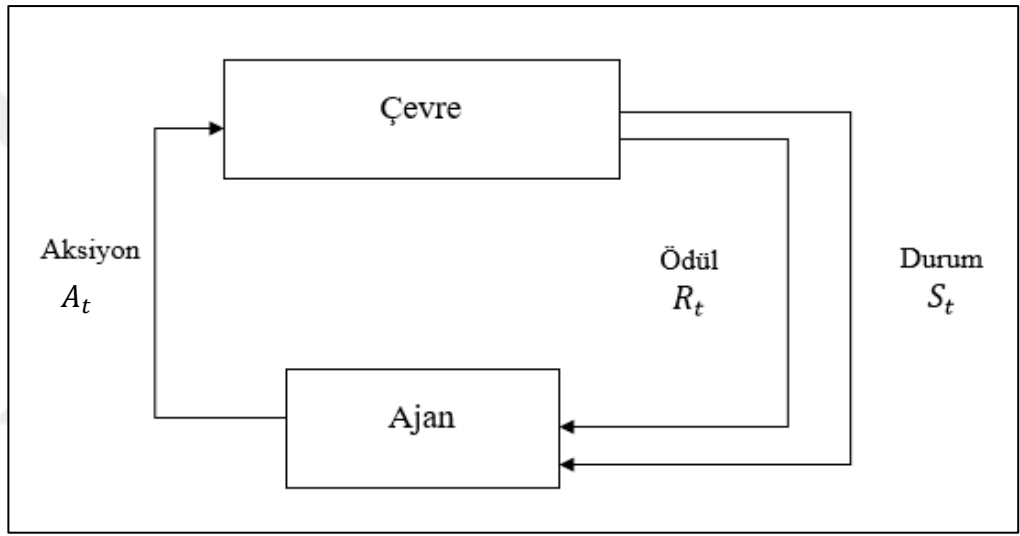 Çevre
Aksiyon
A_t
Ödül
R_t
Durum
S_t
Ajan